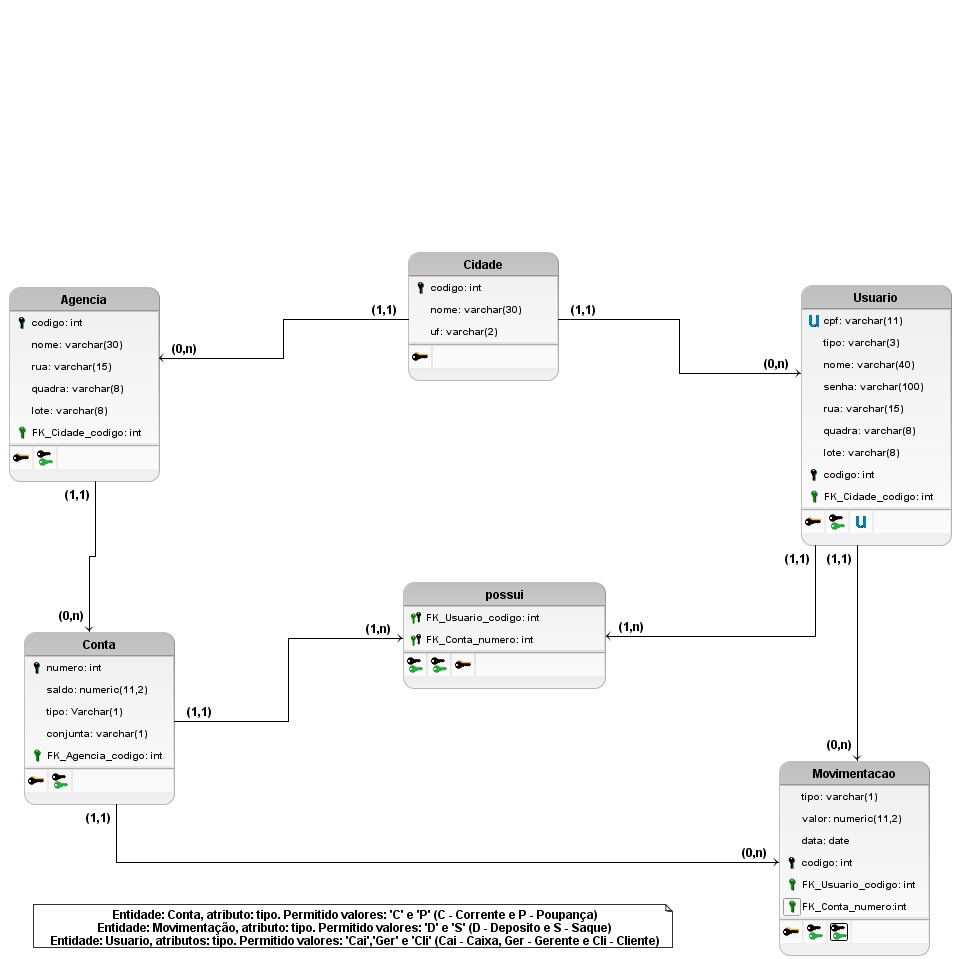 Cidade
codigo: int
nome: varchar(30)
uf: varchar(2)
(1,1)
(1,1)
Agencia
codigo: int
nome: varchar(30)
rua: varchar(15)
quadra: varchar(8)
lote: varchar(8)
FK_Cidade_codigo: int
(0,n)
(1,1)
Usuario
U cpf: varchar(11)
tipo: varchar(3)
nome: varchar(40)
senha: varchar(100)
rua: varchar(15)
quadra: varchar(8)
lote: varchar(8)
codigo: int
FK_Cidade_codigo: int
U
(0,n)
(1,1)
(1,1)
possui
FK_Usuario_codigo: int
FK_Conta_numero: int
(1,n)
(1,n)
(0,n)
Conta
numero: int
saldo: numeric(11,2)
tipo: Varchar(1)
conjunta: varchar(1)
FK_Agencia_codigo: int
(1,1)
(1,1)
(0,n)
Movimentacao
tipo: varchar(1)
valor: numeric(11,2)
data: date
codigo: int
FK_Usuario_codigo: int
FK_Conta_numero:int
(0,n)
Entidade: Conta, atributo: tipo. Permitido valores: 'C' e 'P' (C - Corrente e P - Poupança)
Entidade: Movimentação, atributo: tipo. Permitido valores: 'D' e 'S' (D - Deposito e S - Saque)
Entidade: Usuario, atributos: tipo. Permitido valores: 'Cai','Ger' e 'Cli' (Cai - Caixa, Ger - Gerente e Cli - Cliente)